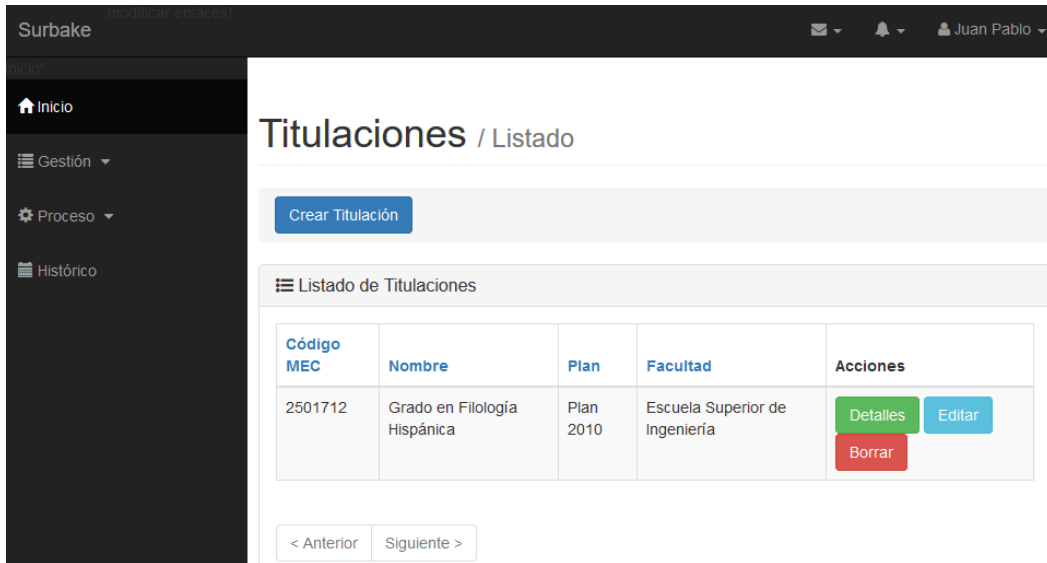 modificar enlaces!
Surbake
Juan Pablo
nicio'
Inicio
Titulaciones / Listado
Gestión
Crear Titulación
Proceso
Histórico
Listado de Titulaciones
Código
MEC Nombre Plan Facultad Acciones
2501712 Grado en Filología Plan Escuela Superior de Detalles Editar
Hispánica 2010 Ingeniería
Borrar
< Anterior Siguiente >